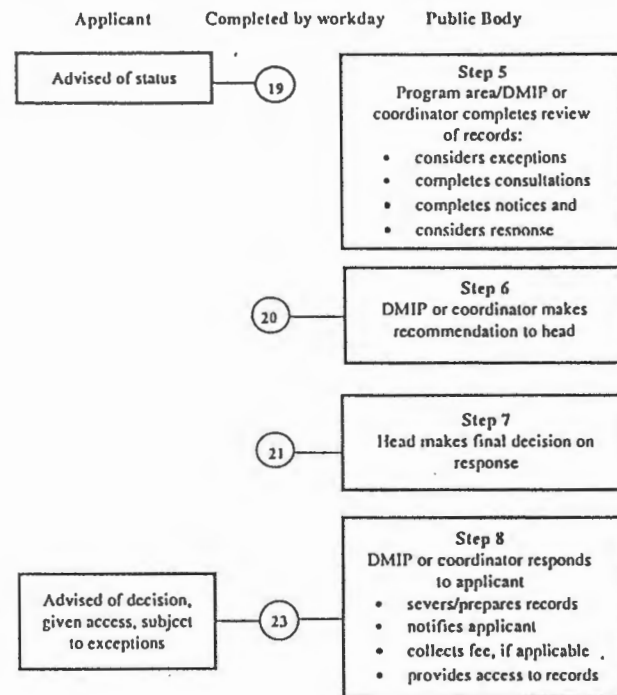 Applicant Completed by workday Public Body
Advised of status
19
Step 5
Program area/DMIP or
coordinator completes review
of records:
• considers exceptions
• completes consultations
• completes notices and
• considers response
20
Step 6
DMIP or coordinator makes
recommendation to head
21
Step 7
Head makes final decision on
response
Advised of decision,
given access, subject
to exceptions
23
Step 8
DMIP or coordinator responds
to applicant
• severs/prepares records
• notifies applicant
• collects fee, if applicable
• provides access to records